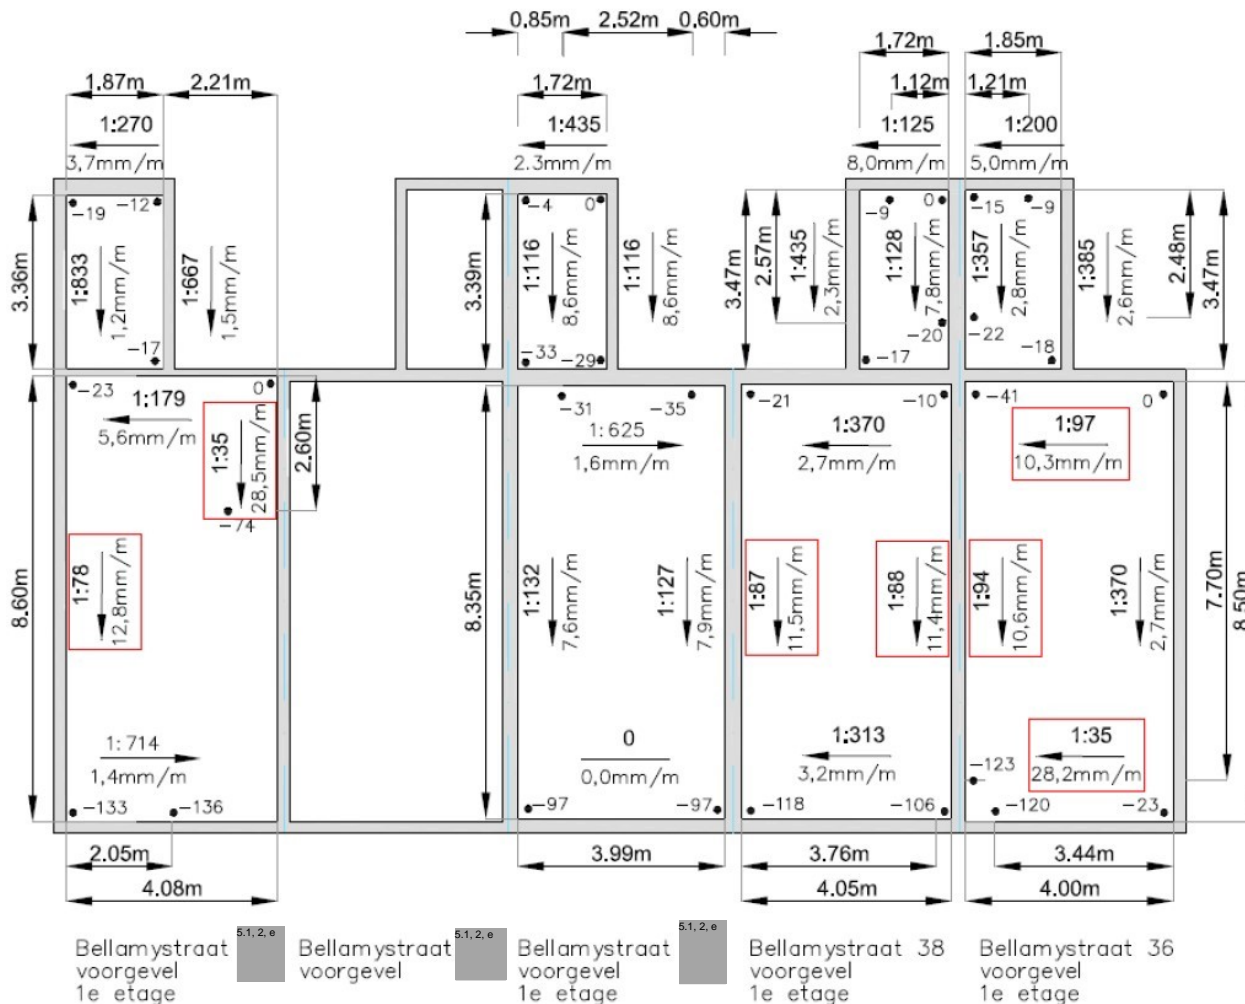 0.85m 2.52m 0.60m
1.72m 1.85m
1.87m 2.21m 1.72m 1.12m 1.21m
1:270 1:435 1:125 1:200
3,7mm/m 2.3mm/m 8,0mm/m 5,0mm/m
-19 -12 -4 0 -9 0 -15 -9
3.36m 1:833 1,2mm/m 1:667 1,5mm/m 3.39m 1:116 8,6mm/m 1:116 8,6mm/m 3.47m 2.57m 1:435 2,3mm/m 1:128 7,8mm/m 1:357 2,8mm/m 1:385 2,6mm/m 2.48m 3.47m
-20 -22
-17 -33 -29 -17 -18
-23 0 -31 -35 -21 -10 -41 0
1:179 1:625 1:370 1:97
5,6mm/m 1,6mm/m 2,7mm/m 10,3mm/m
1:35 28,5mm/m 2.60m
-74
8.60m 1:78 12,8mm/m 8.35m 1:132 7,6mm/m 1:127 7,9mm/m 1:87 11,5mm/m 1:88 11,4mm/m 1:94 10,6mm/m 1:370 2,7mm/m 7.70m 8.50m
1:714 0 1:313 1:35
1,4mm/m 0,0mm/m 3,2mm/m 28,2mm/m
-123
-133 -136 -97 -97 -118 -106 -120 -23
2.05m 3.99m 3.76m 3.44m
4.08m 4.05m 4.00m
Bellamystraat 5.1, 2, e
voorgevel
1e etage
Bellamystraat 5.1, 2, e
voorgevel
Bellamystraat 5.1, 2, e
voorgevel
1e etage
Bellamystraat 38
voorgevel
1e etage
Bellamystraat 36
voorgevel
1e etage